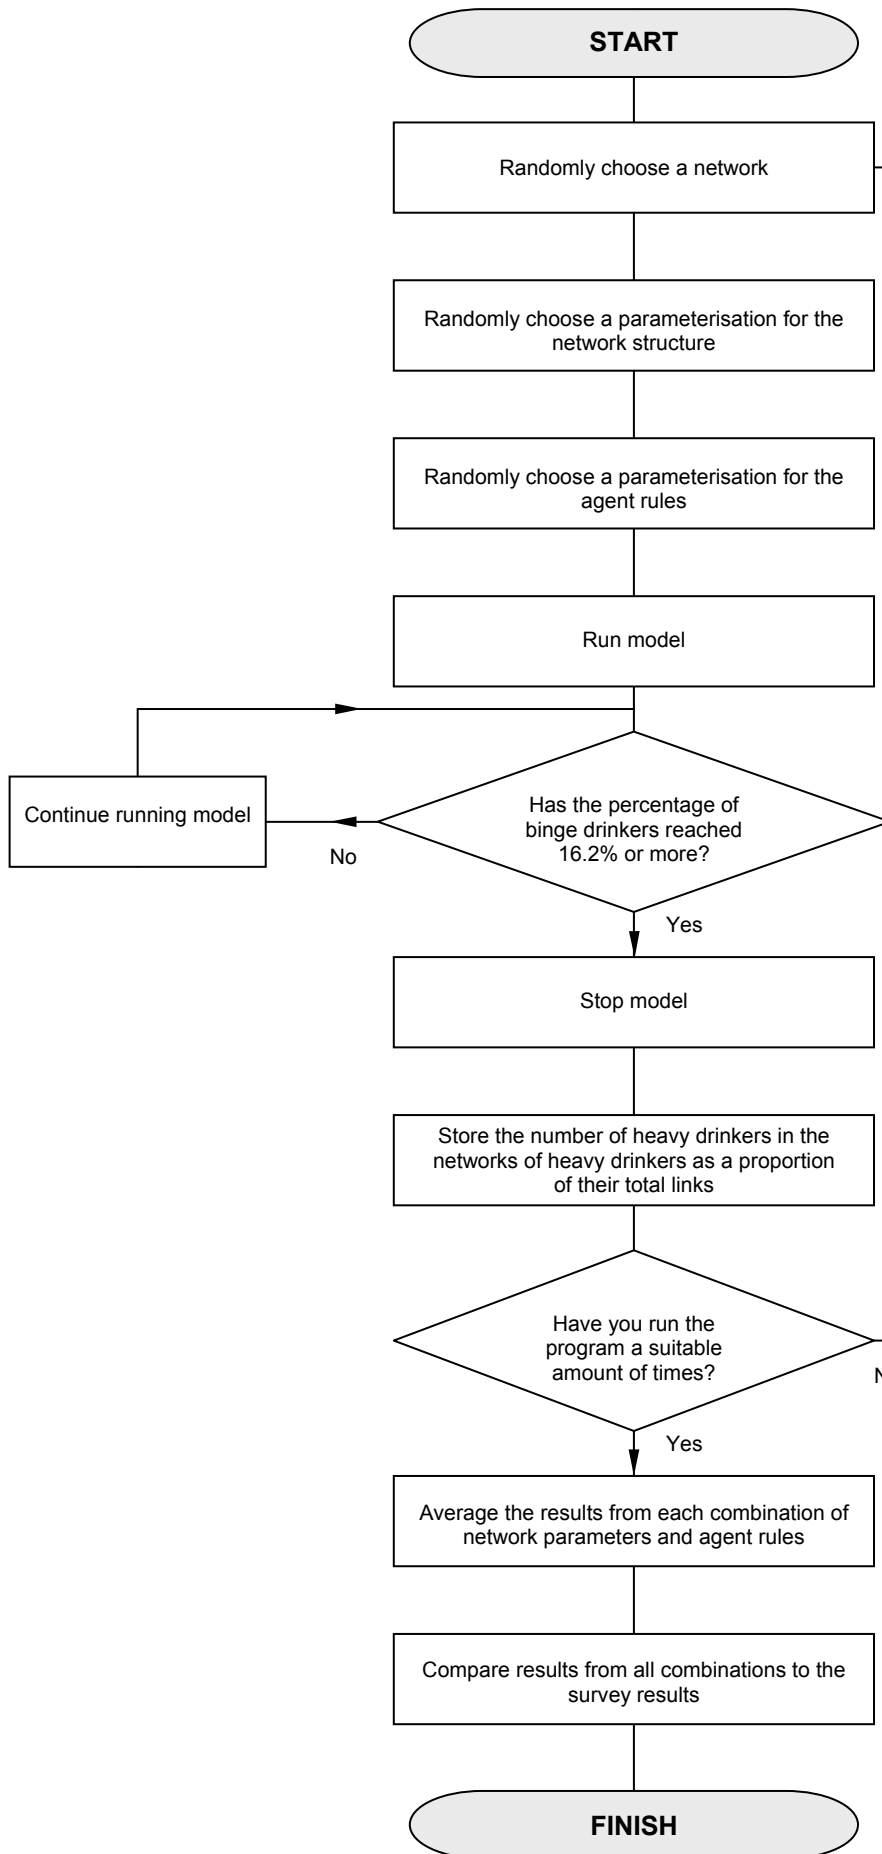 START
Randomly choose a network
Randomly choose a parameterisation for the
network structure
Randomly choose a parameterisation for the
agent rules
Run model
Continue running model
Has the percentage of
binge drinkers reached
16.2% or more?
No
Yes
Stop model
Store the number of heavy drinkers in the
networks of heavy drinkers as a proportion
of their total links
Have you run the
program a suitable
amount of times?
Yes
Average the results from each combination of
network parameters and agent rules
Compare results from all combinations to the
survey results
FINISH